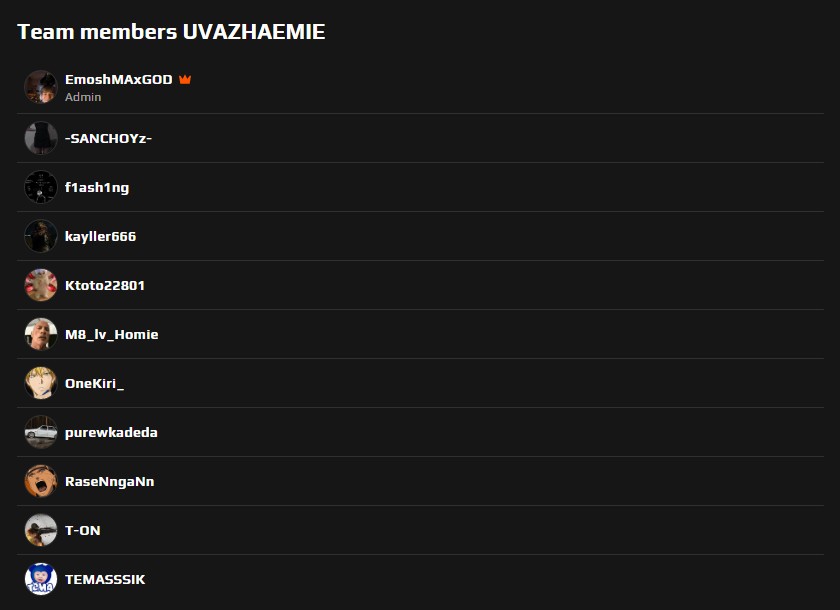 Team members UVAZHAEMIE
EmoshMAxGOD
Admin
-SANCHOYz-
f1ash1ng
kayller666
Ktoto22801
M8_lv_Homie
OneKiri_
purewkadeda
RaseNngaNn
T-ON
TEMASSSIK